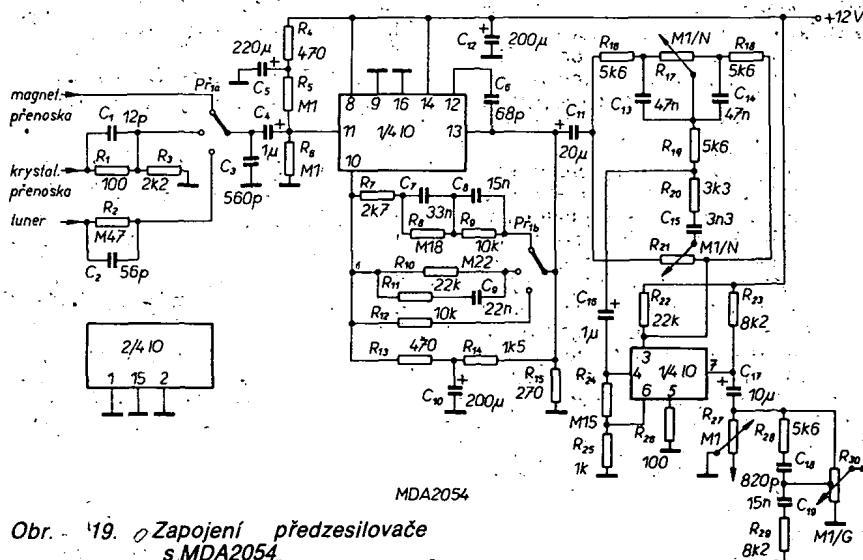 +12V
R4
470
220μ
C5
R5
M1
C12
200μ
M1/N
R16
5k6
R17
R18
5k6
C13
47n
C14
47n
magnet.
přenoska
Př1a
C1
12p
R1
100
R3
2k2
krystal.
přenoska
tuner
R2
M47
C2
56p
C3
560p
C4
1μ
R6
M1
8
9
16
14
12
11
1/4 IO
13
10
C6
68p
C11
20μ
R19
5k6
R20
3k3
C15
3n3
R21
M1/N
R7
2k7
C7
33n
C8
15n
R8
M18
R9
10k
Př1b
R10
M22
R11
22k
C9
22n
R12
10k
R13
470
R14
1k5
C10
200μ
R15
270
C16
1μ
R22
22k
R23
8k2
3
4
1/4 IO
7
6
5
C17
10μ
R24
M15
R25
1k
R26
100
R27
M1
R28
5k6
C18
820p
C19
15n
R29
8k2
R30
M1/G
2/4 IO
1
15
2
MDA2054
Obr. 19. Zapojení předzesilovače
s MDA2054